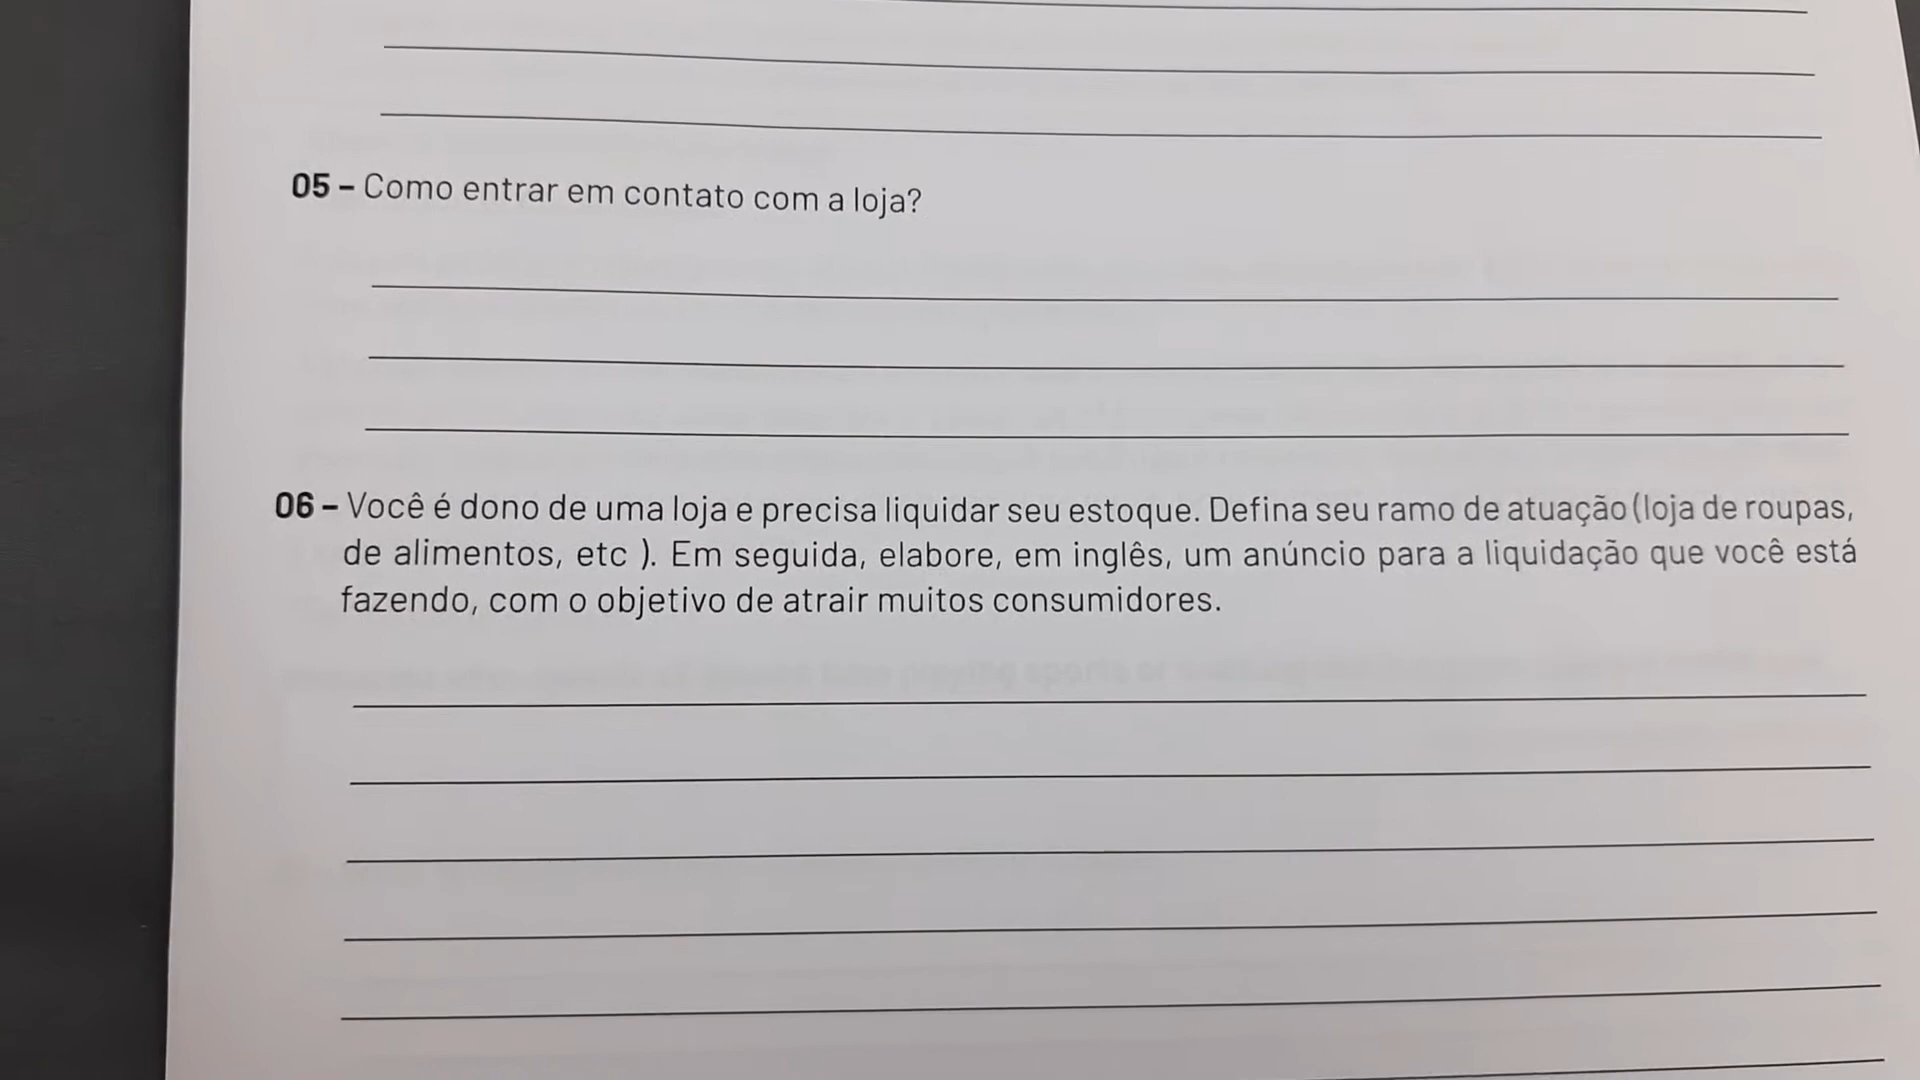 05 – Como entrar em contato com a loja?
06 – Você é dono de uma loja e precisa liquidar seu estoque. Defina seu ramo de atuação (loja de roupas,
de alimentos, etc ). Em seguida, elabore, em inglês, um anúncio para a liquidação que você está
fazendo, com o objetivo de atrair muitos consumidores.